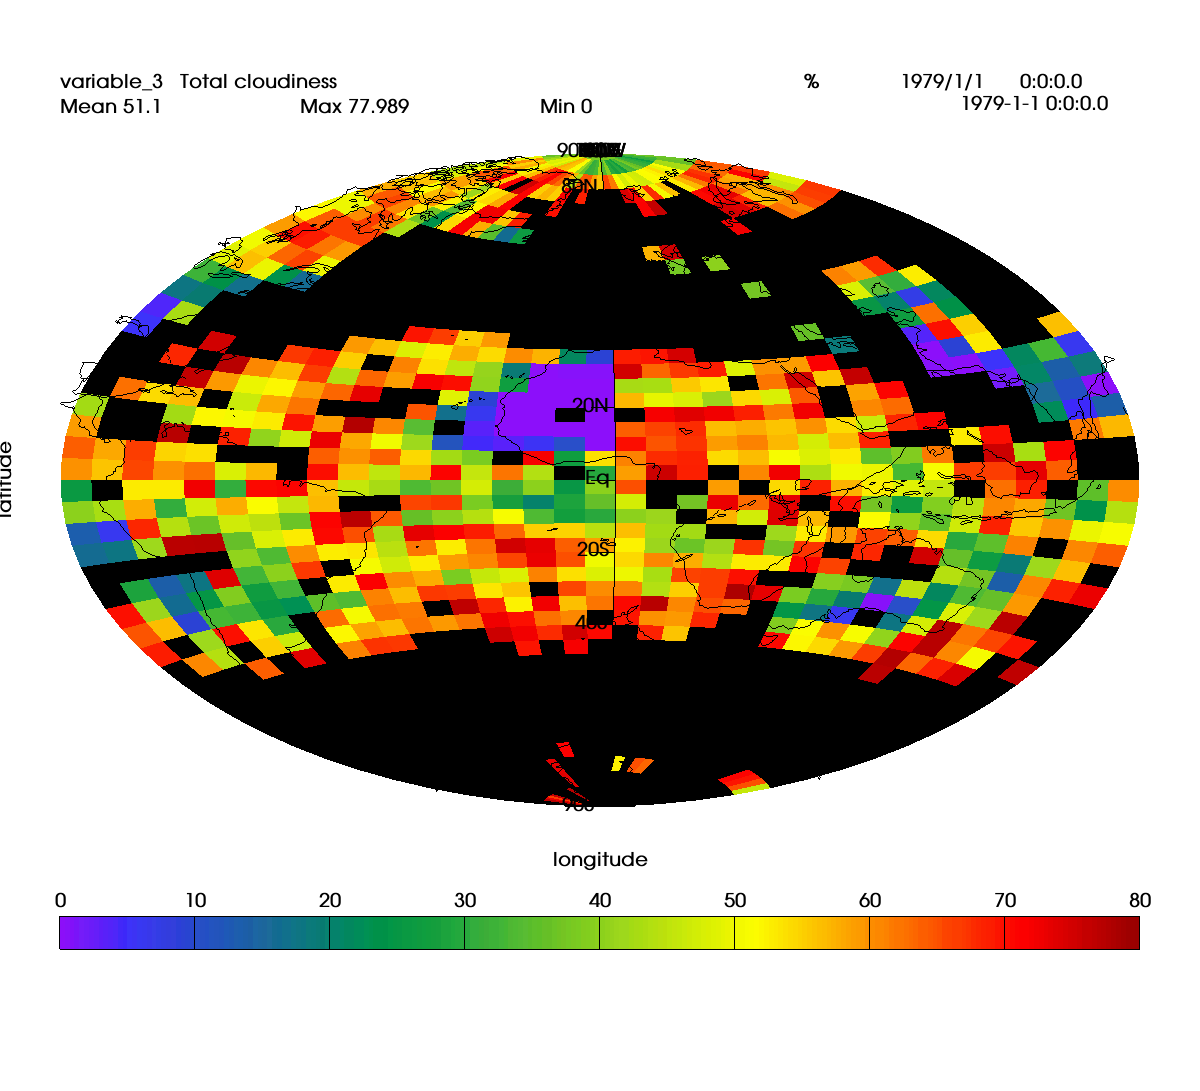 variable_3 Total cloudiness % 1979/1/1 0:0:0.0
Mean 51.1 Max 77.989 Min 0 1979-1-1 0:0:0.0
80N
20N
Eq
20S
40S
90S
latitude
longitude
0 10 20 30 40 50 60 70 80